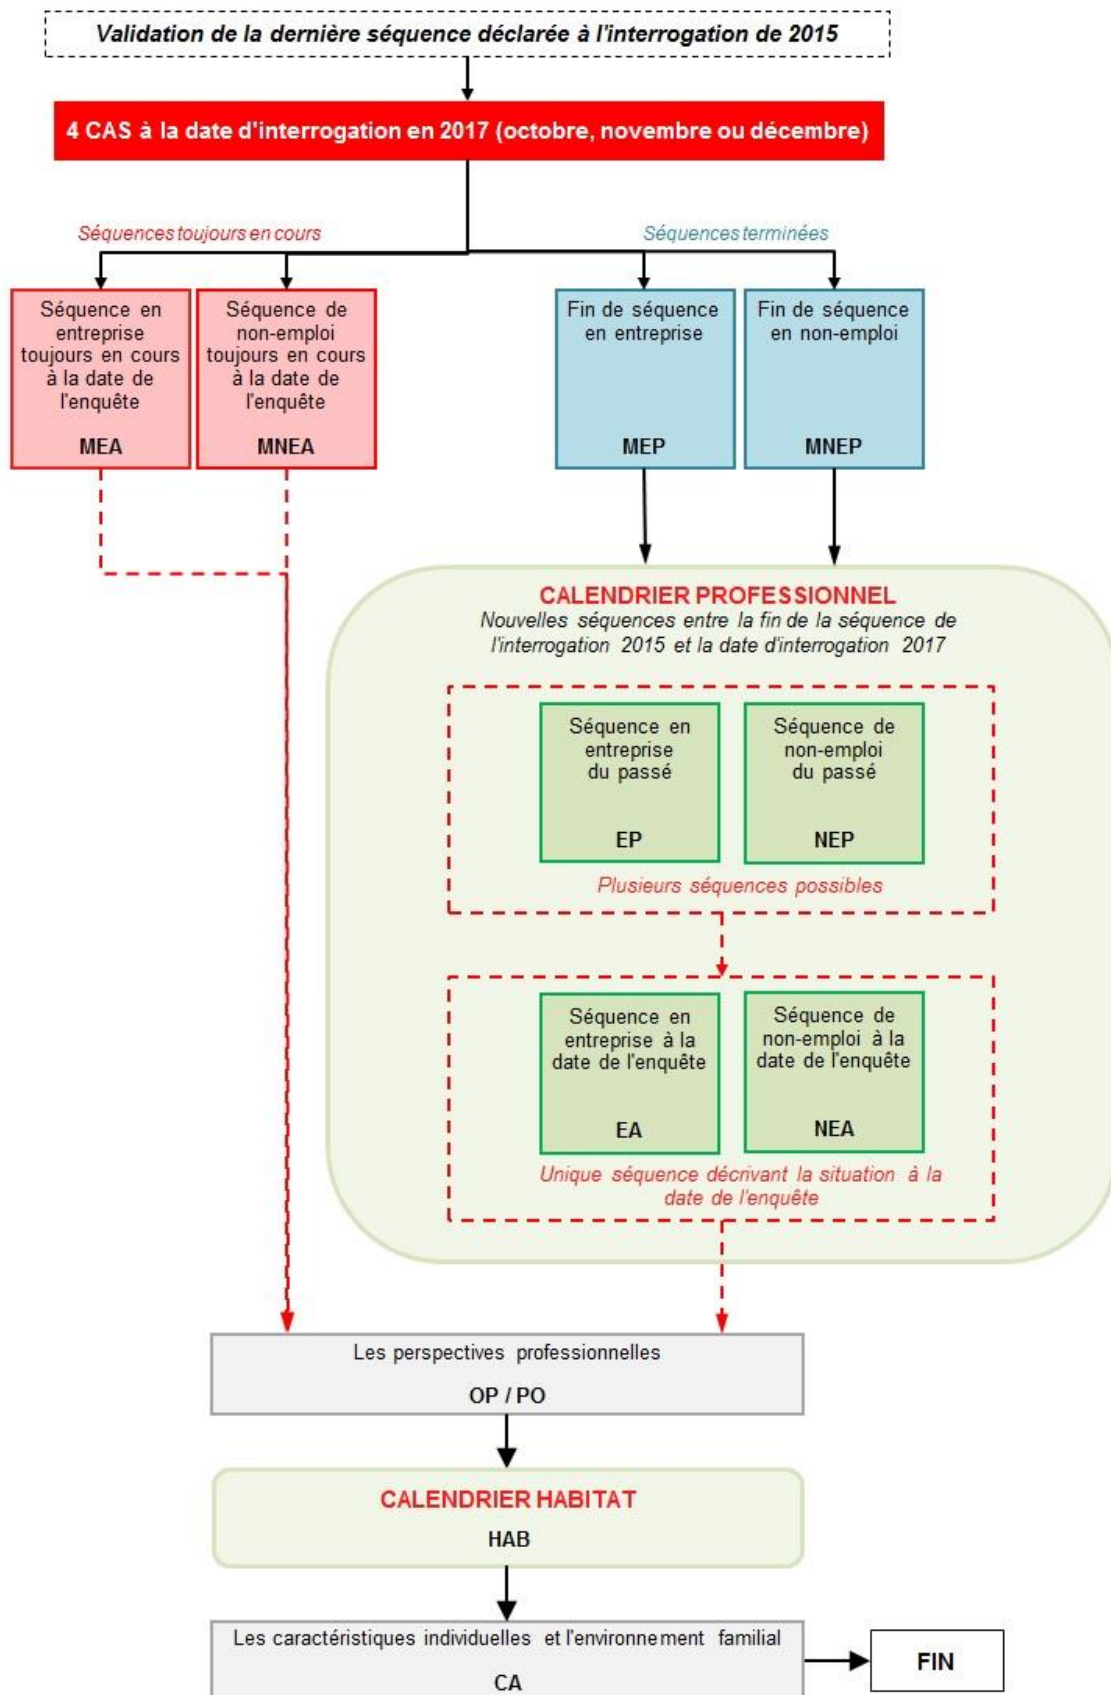 Validation de la dernière séquence déclarée à l'interrogation de 2015
4 CAS à la date d'interrogation en 2017 (octobre, novembre ou décembre)
Séquences toujours en cours
Séquences terminées
Séquence en
entreprise
toujours en cours
à la date de
l'enquête
MEA
Séquence de
non-emploi
toujours en cours
à la date de
l'enquête
MNEA
Fin de séquence
en entreprise
MEP
Fin de séquence
en non-emploi
MNEP
CALENDRIER PROFESSIONNEL
Nouvelles séquences entre la fin de la séquence de
l'interrogation 2015 et la date d'interrogation 2017
Séquence en
entreprise
du passé
EP
Séquence de
non-emploi
du passé
NEP
Plusieurs séquences possibles
Séquence en
entreprise à la
date de l'enquête
EA
Séquence de
non-emploi à la
date de l'enquête
NEA
Unique séquence décrivant la situation à la
date de l'enquête
Les perspectives professionnelles
OP / PO
CALENDRIER HABITAT
HAB
Les caractéristiques individuelles et l'environnement familial
CA
FIN